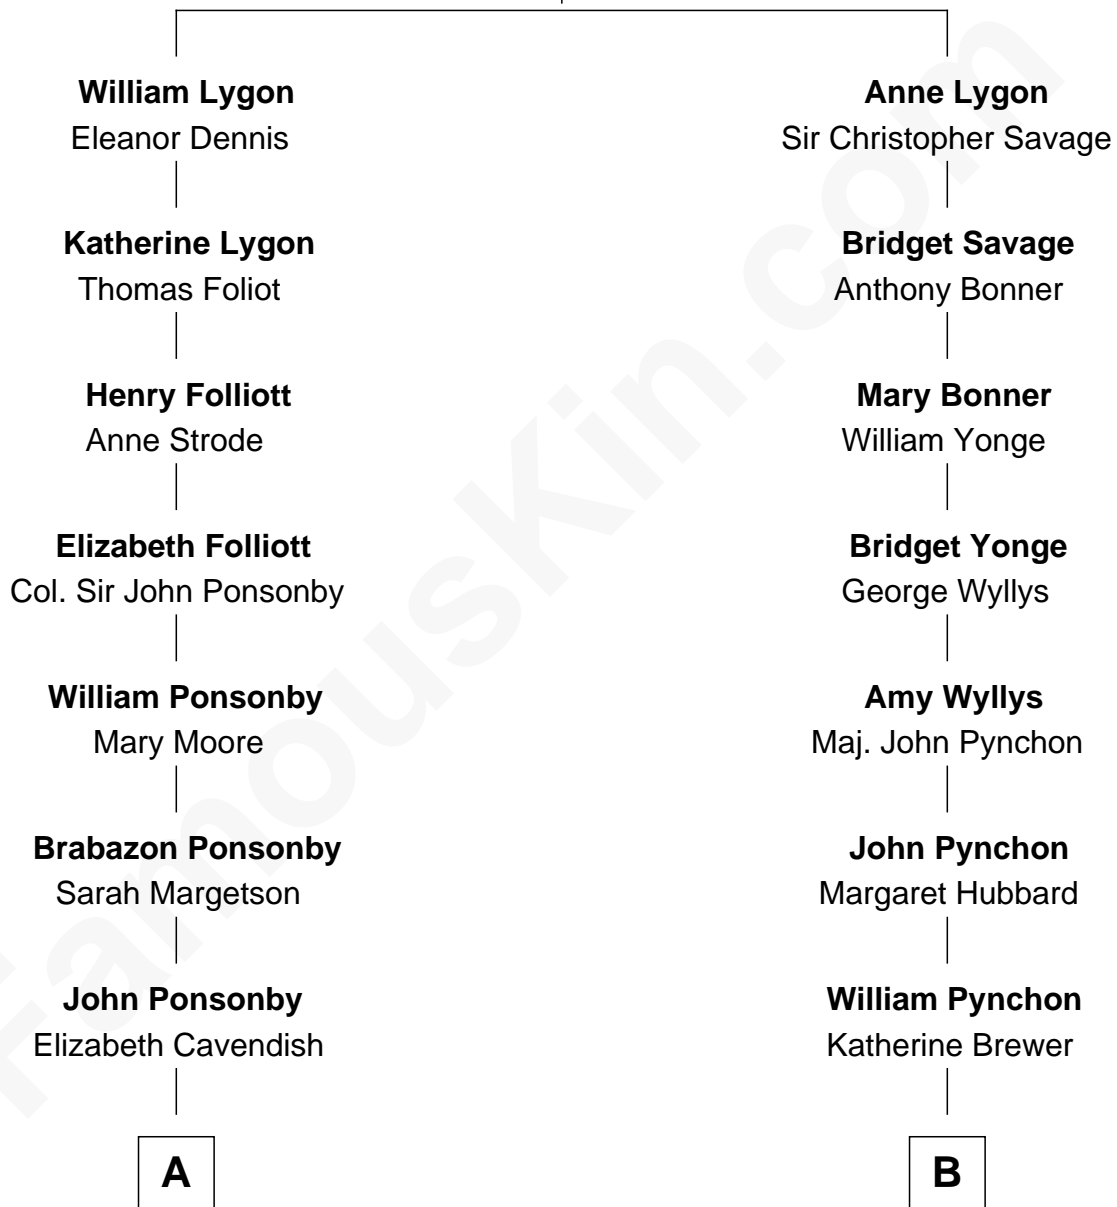 William Lygon
Eleanor Dennis
Katherine Lygon
Thomas Foliot
Henry Folliott
Anne Strode
Elizabeth Folliott
Col. Sir John Ponsonby
William Ponsonby
Mary Moore
Brabazon Ponsonby
Sarah Margetson
John Ponsonby
Elizabeth Cavendish
A
Anne Lygon
Sir Christopher Savage
Bridget Savage
Anthony Bonner
Mary Bonner
William Yonge
Bridget Yonge
George Wyllys
Amy Wyllys
Maj. John Pynchon
John Pynchon
Margaret Hubbard
William Pynchon
Katherine Brewer
B
FamousKin.com